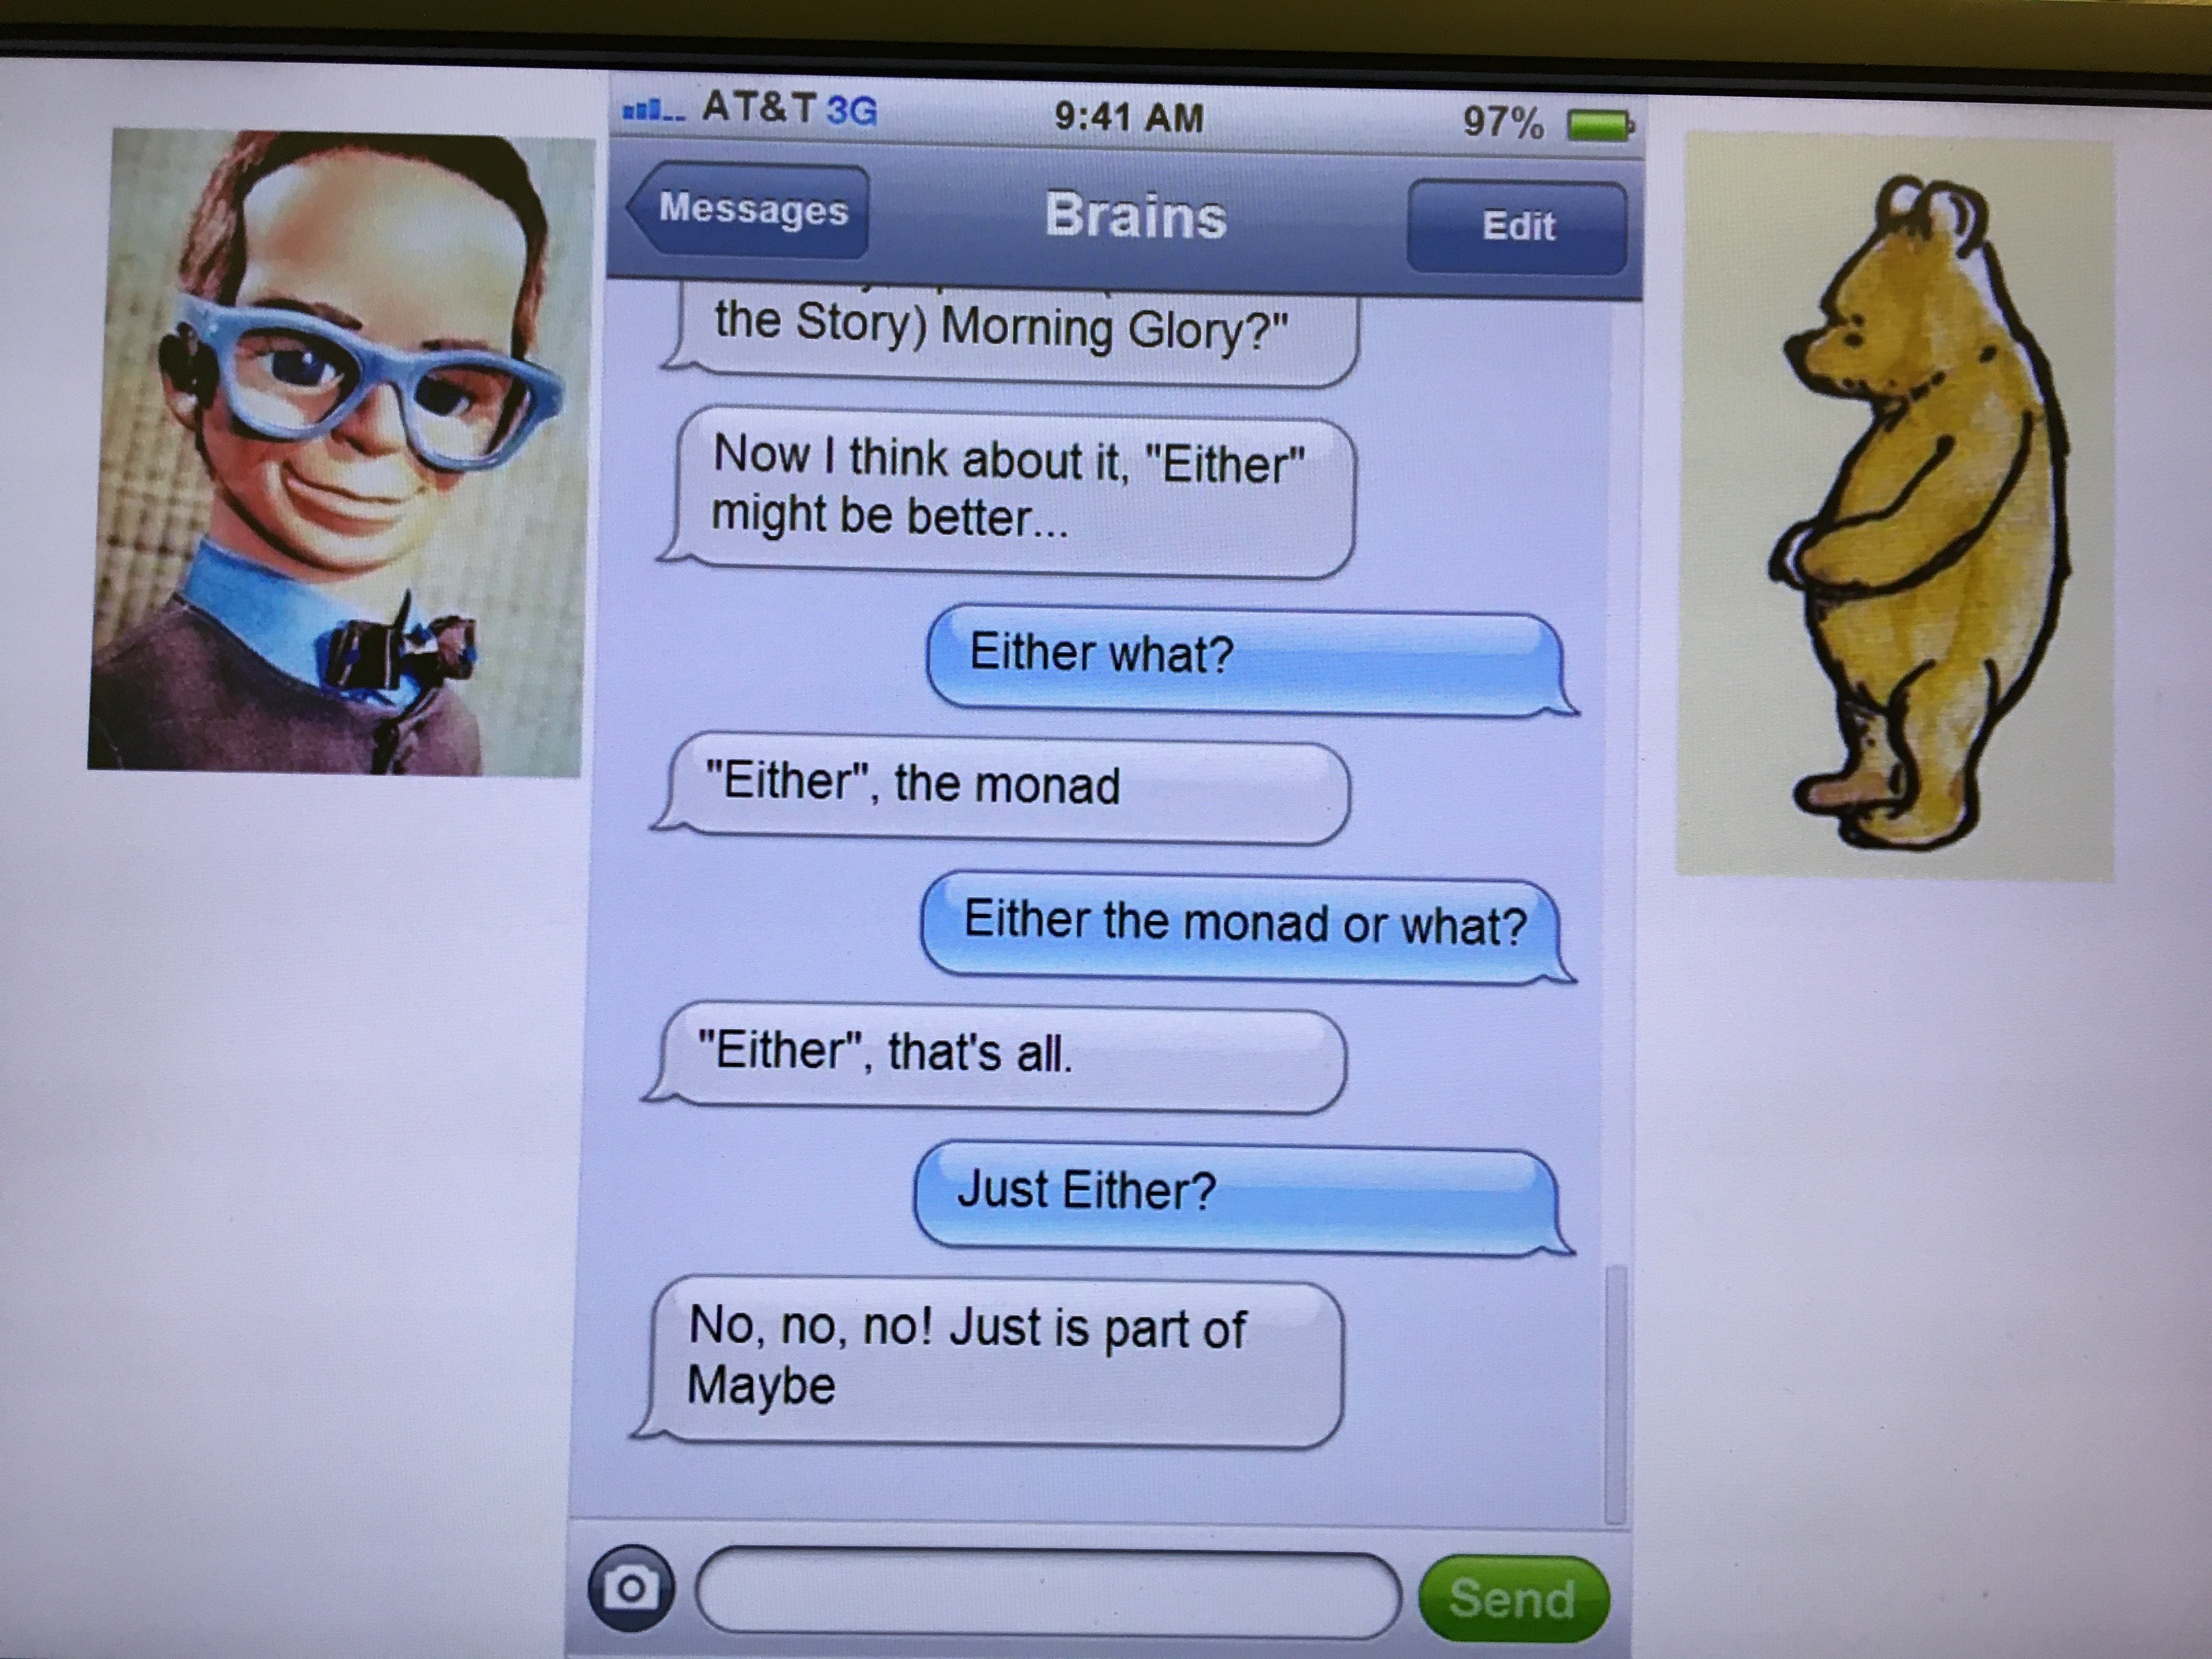 AT&T 3G 9:41 AM 97%
Messages Brains Edit
the Story) Morning Glory?"
Now I think about it, "Either"
might be better...
Either what?
"Either", the monad
Either the monad or what?
"Either", that's all.
Just Either?
No, no, no! Just is part of
Maybe
Send